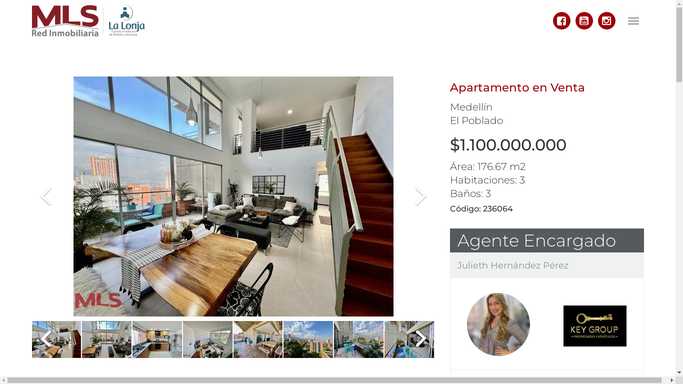 MLS
Red Inmobiliaria
La Lonja
Apartamento en Venta
Medellín
El Poblado
$1.100.000.000
Área: 176.67 m2
Habitaciones: 3
Baños: 3
Código: 236064
Agente Encargado
Julieth Hernández Pérez
MLS
KEY GROUP